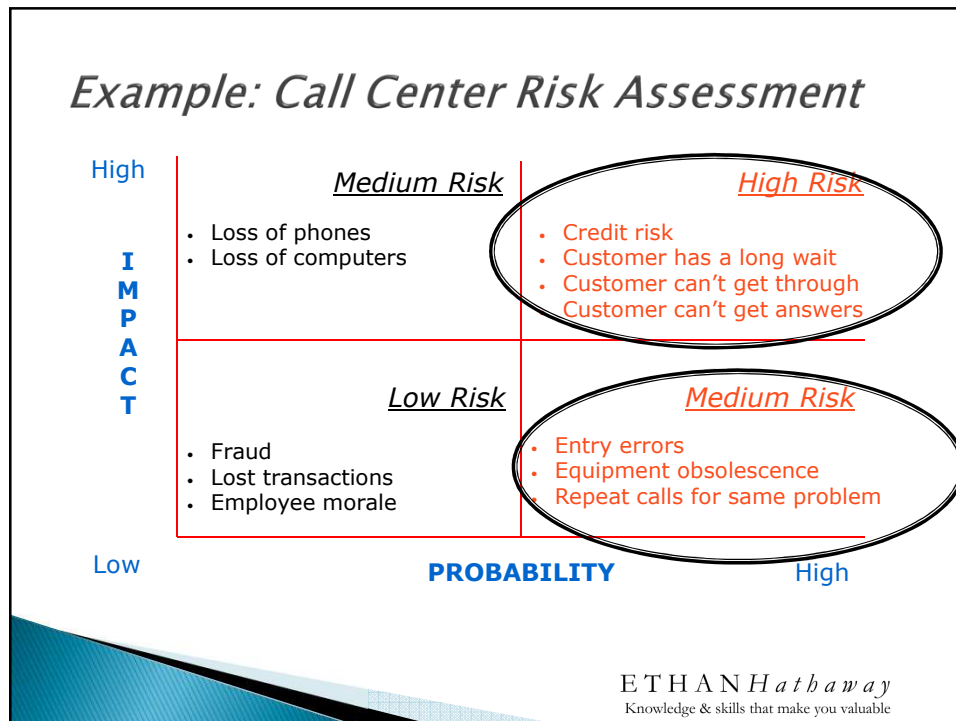 Example: Call Center Risk Assessment
High
IMPACT
Medium Risk
• Loss of phones
• Loss of computers
High Risk
• Credit risk
• Customer has a long wait
• Customer can't get through
Customer can't get answers
Low Risk
• Fraud
• Lost transactions
• Employee morale
Medium Risk
• Entry errors
• Equipment obsolescence
• Repeat calls for same problem
Low
PROBABILITY
High
ETHANHathaway
Knowledge & skills that make you valuable